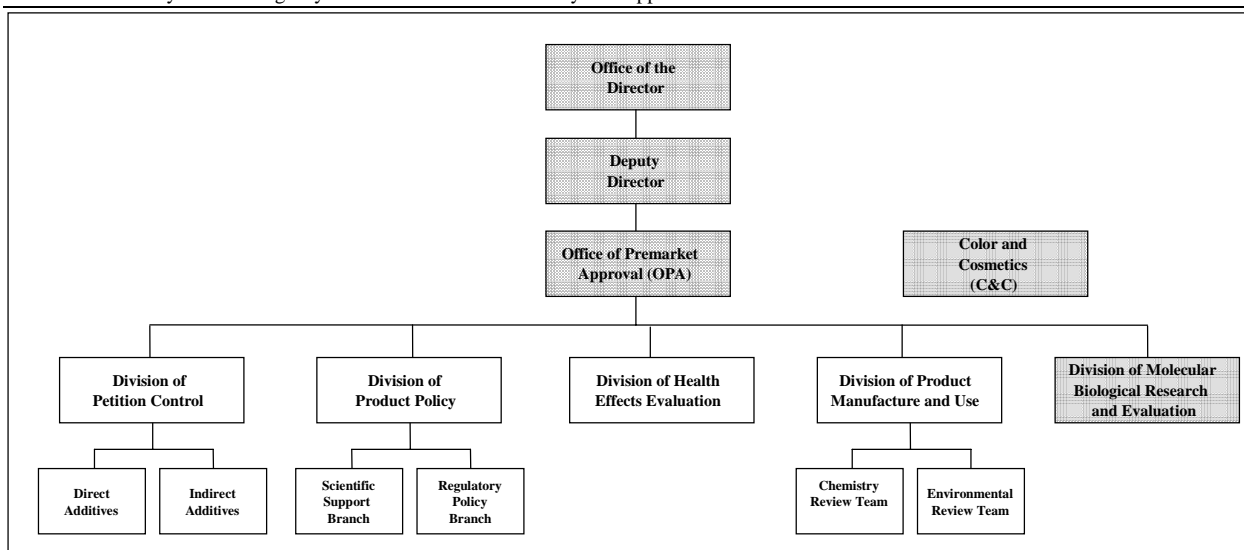 Office of the
Director
Deputy
Director
Office of Premarket
Approval (OPA)
Color and
Cosmetics
(C&C)
Division of
Petition Control
Division of
Product Policy
Division of Health
Effects Evaluation
Division of Product
Manufacture and Use
Division of Molecular
Biological Research
and Evaluation
Direct
Additives
Indirect
Additives
Scientific
Support
Branch
Regulatory
Policy
Branch
Chemistry
Review Team
Environmental
Review Team